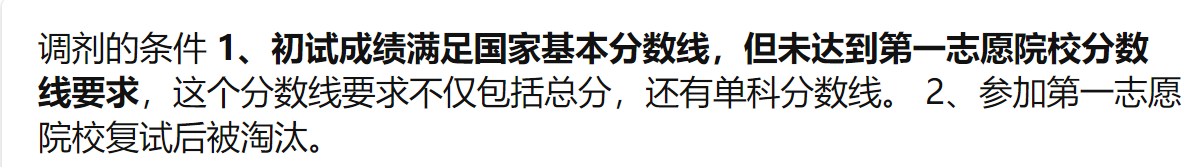 调剂的条件 1、初试成绩满足国家基本分数线，但未达到第一志愿院校分数
线要求，这个分数线要求不仅包括总分，还有单科分数线。 2、参加第一志愿
院校复试后被淘汰。